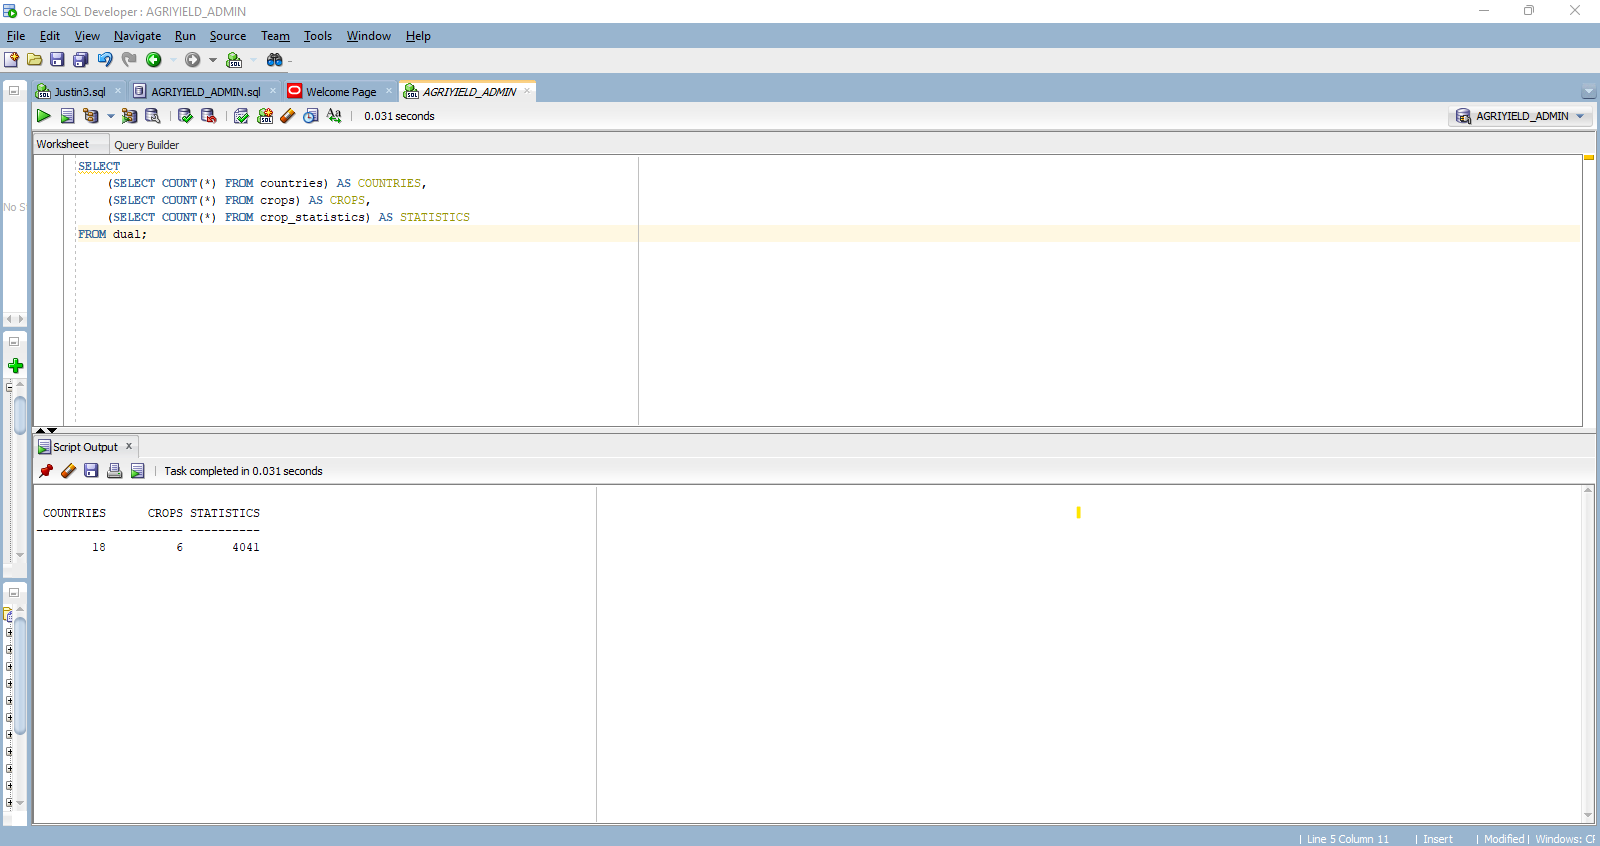 Oracle SQL Developer : AGRIYIELD_ADMIN
File Edit View Navigate Run Source Team Tools Window Help
Justin3.sql AGRIYIELD_ADMIN.sql Welcome Page AGRIYIELD_ADMIN
0.031 seconds AGRIYIELD_ADMIN
Worksheet Query Builder
SELECT
(SELECT COUNT(*) FROM countries) AS COUNTRIES,
(SELECT COUNT(*) FROM crops) AS CROPS,
(SELECT COUNT(*) FROM crop_statistics) AS STATISTICS
FROM dual;
No S
Script Output
Task completed in 0.031 seconds
COUNTRIES CROPS STATISTICS
---------- ---------- ----------
18 6 4041
| Line 5 Column 11 | Insert | Modified | Windows: CF